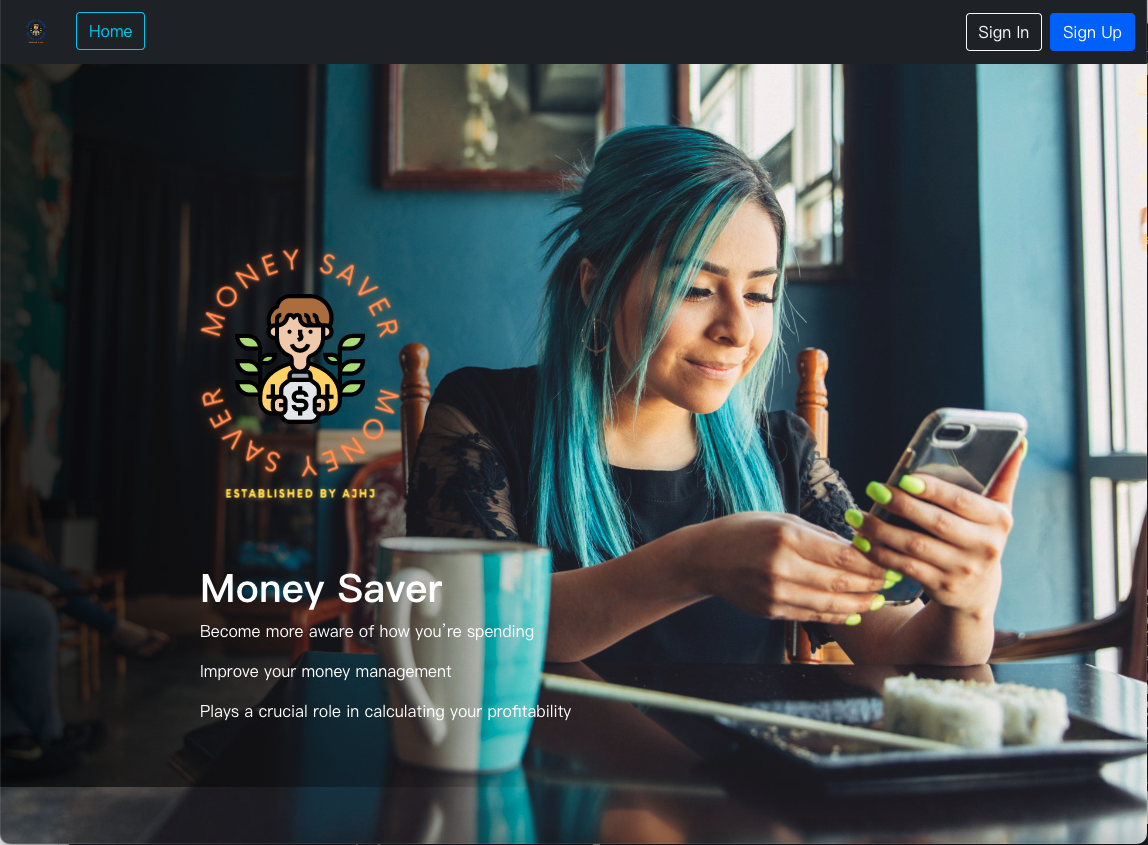 Home
Sign In
Sign Up
MONEY SAVER
MONEY SAVER
$
ESTABLISHED BY AJHJ
Money Saver
Become more aware of how you're spending
Improve your money management
Plays a crucial role in calculating your profitability